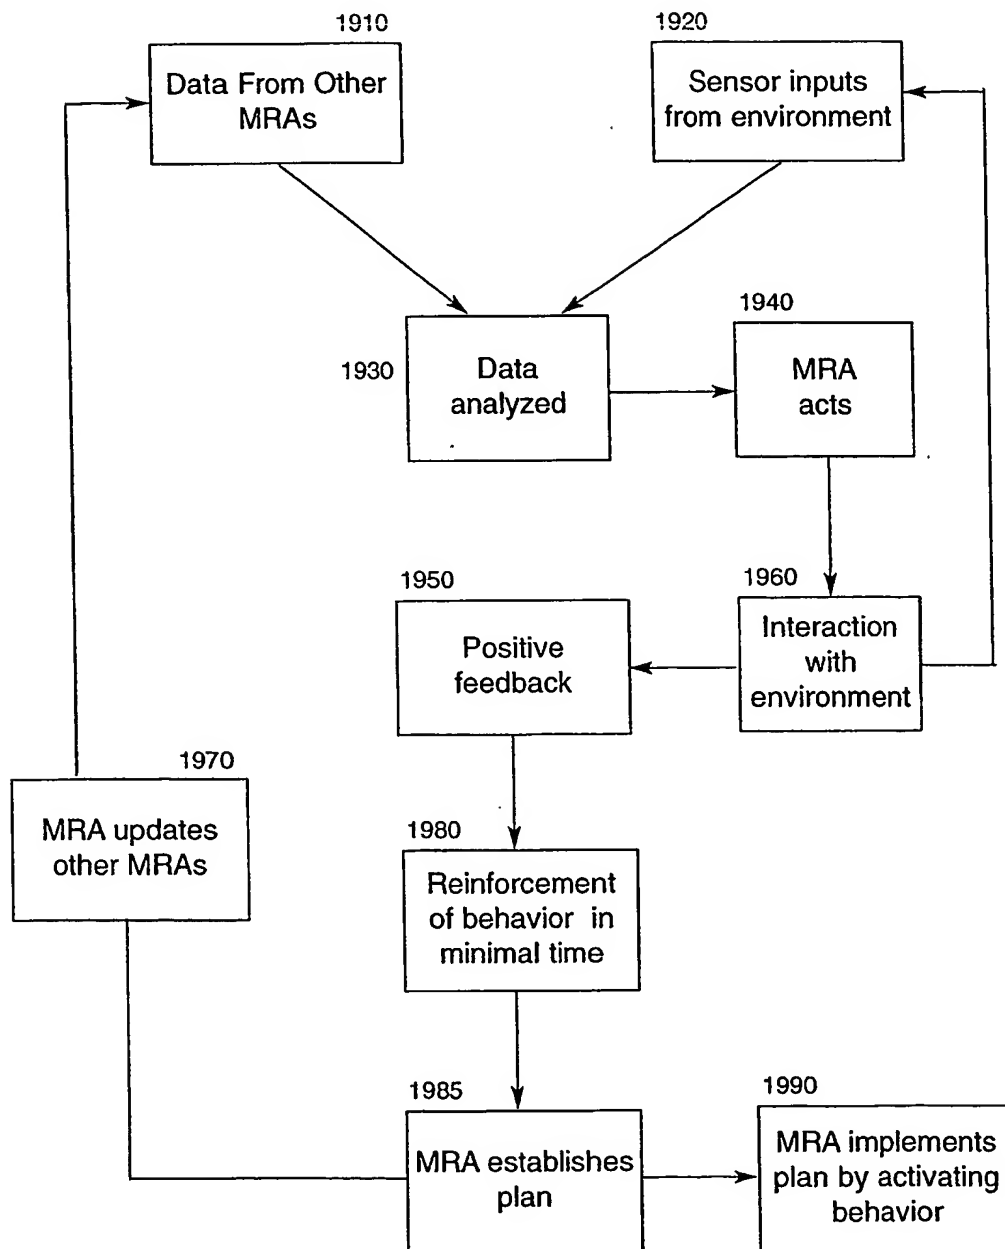 1910
Data From Other
MRAs
1920
Sensor inputs
from environment
1930
Data
analyzed
1940
MRA
acts
1950
Positive
feedback
1960
Interaction
with
environment
1970
MRA updates
other MRAs
1980
Reinforcement
of behavior in
minimal time
1985
MRA establishes
plan
1990
MRA implements
plan by activating
behavior